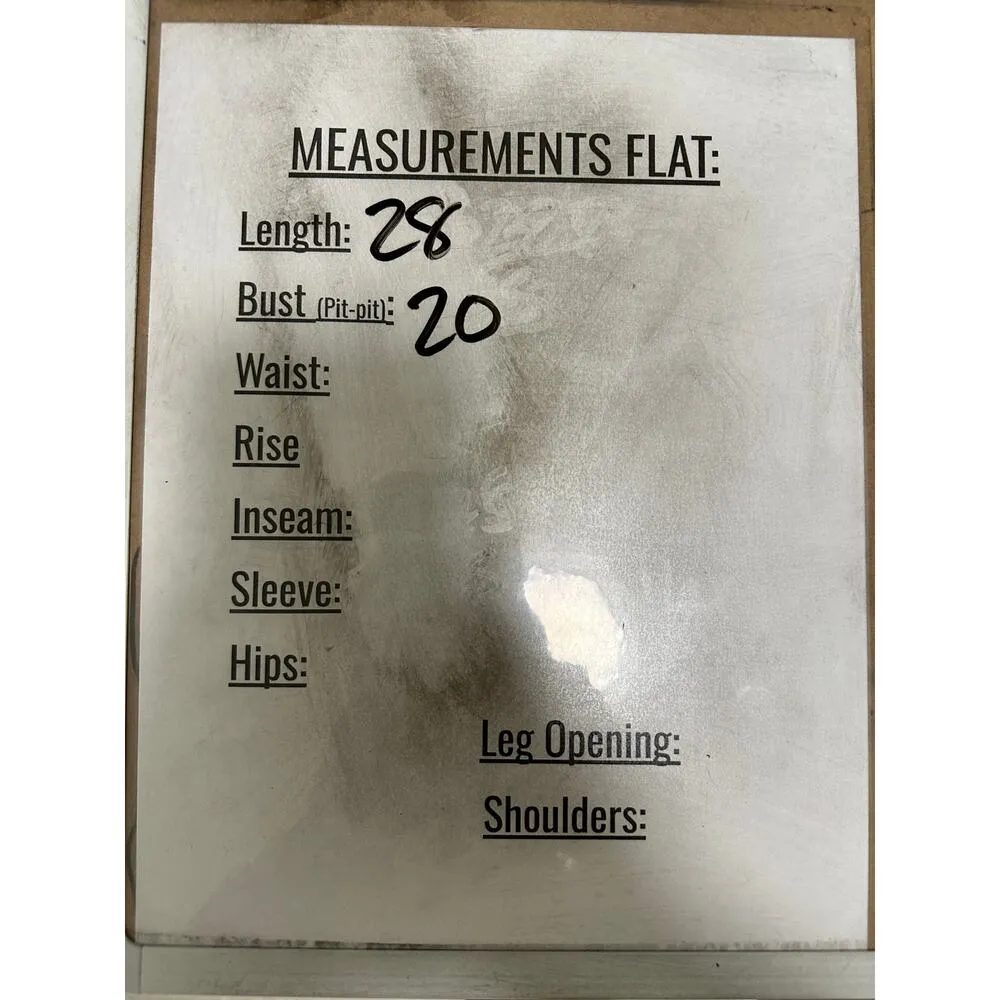 MEASUREMENTS FLAT:
Length: 28
Bust (Pit-pit): 20
Waist:
Rise
Inseam:
Sleeve:
Hips:
Leg Opening:
Shoulders: